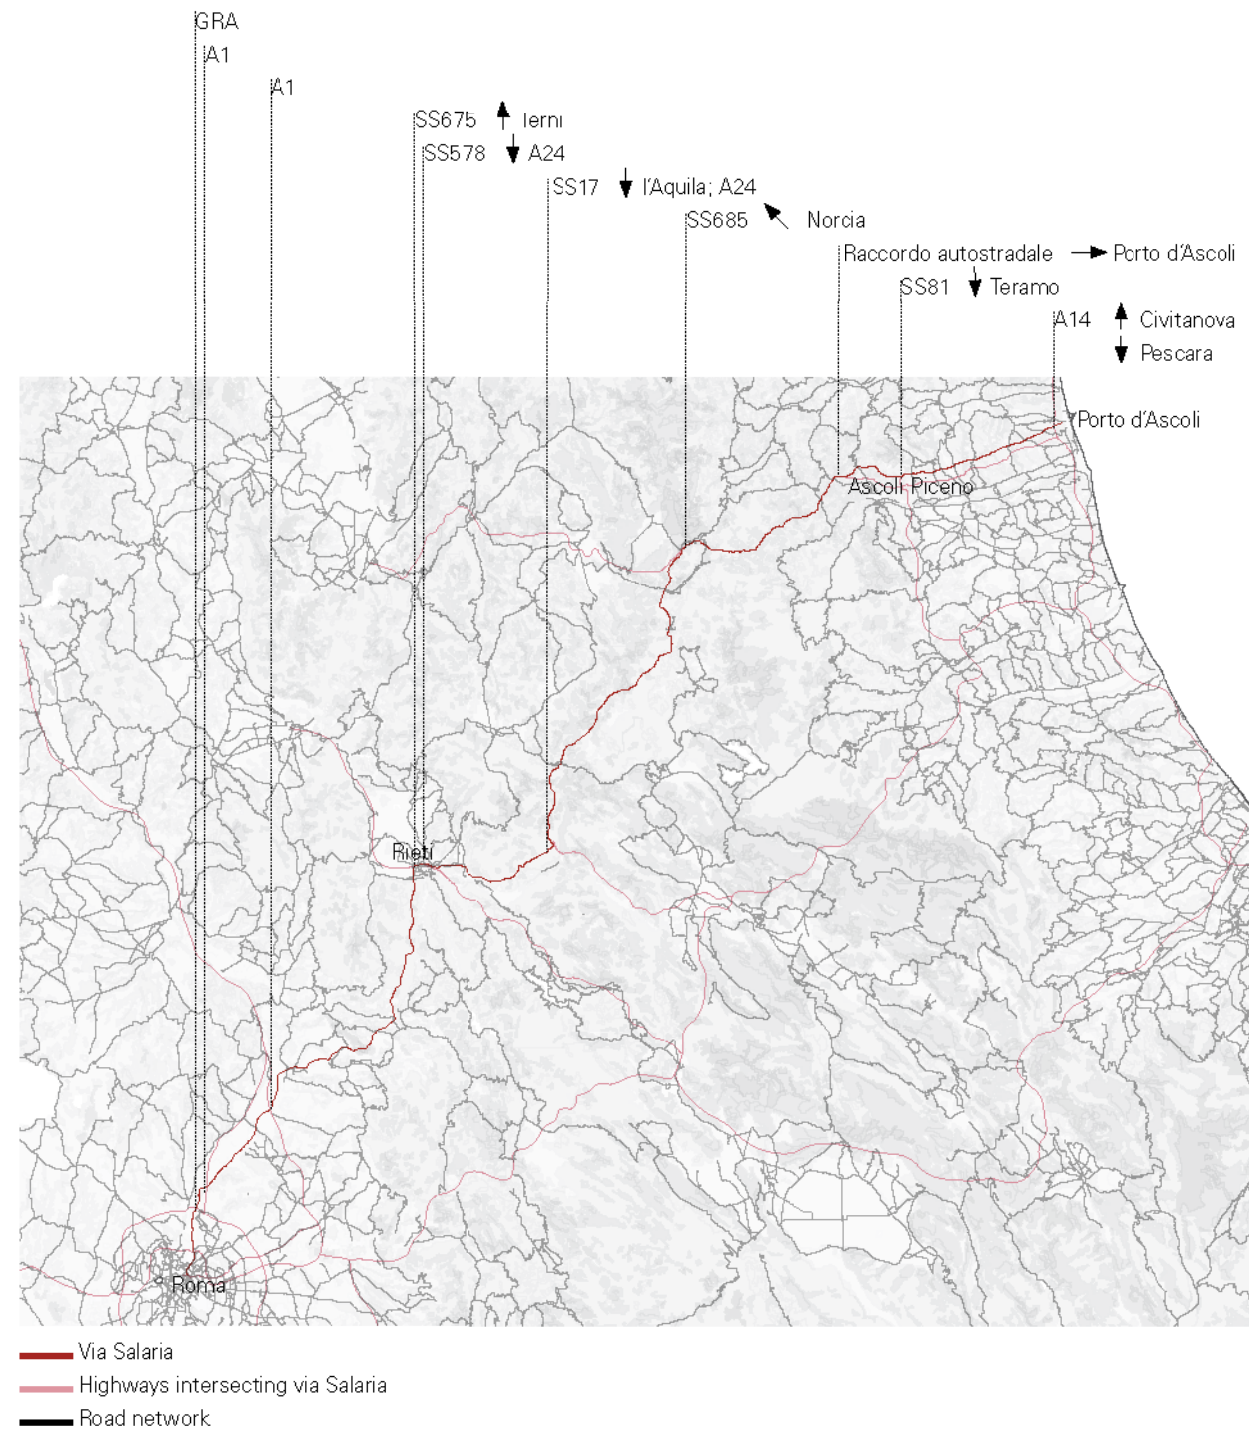 GRA
A1
A1
SS675 Terni
SS578 A24
SS17 l'Aquila; A24
SS685 Norcia
Raccordo autostradale Porto d'Ascoli
SS81 Teramo
A14 Civitanova
Pescara
Porto d'Ascoli
Ascoli Piceno
Rieti
Roma
Via Salaria
Highways intersecting via Salaria
Road network